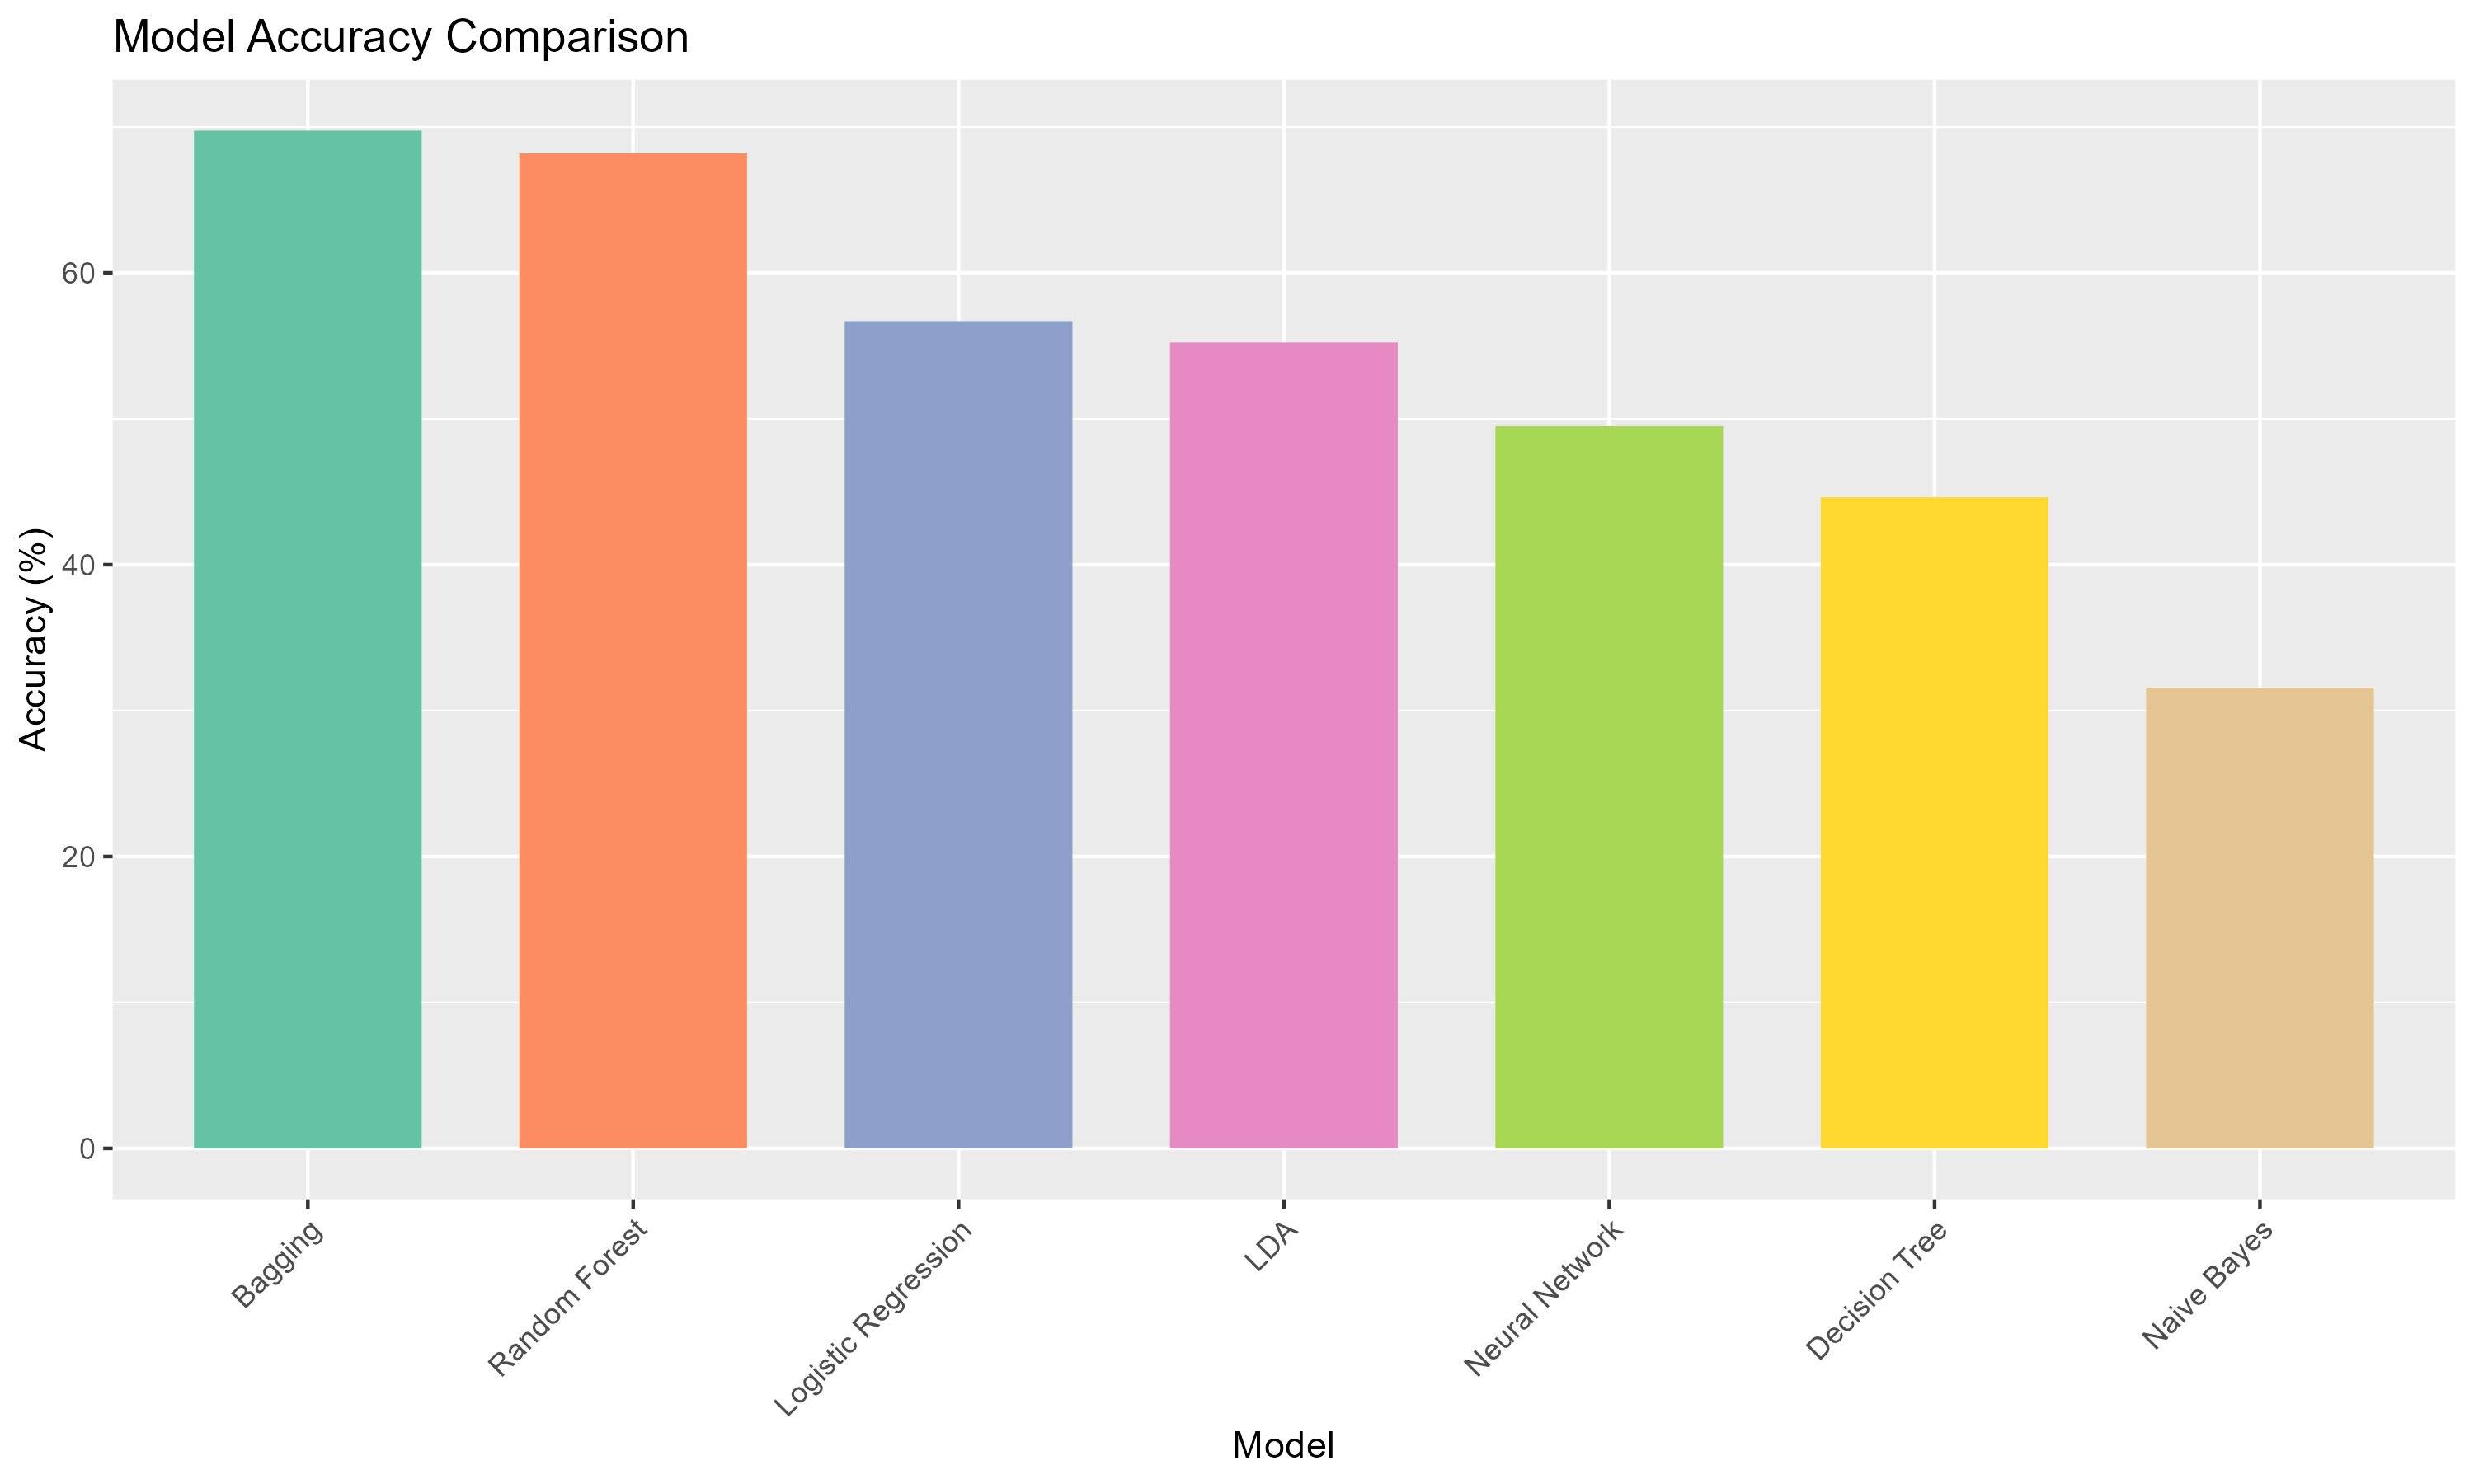 Model Accuracy Comparison
Accuracy (%)
60
40
20
0
Bagging
Random Forest
Logistic Regression
LDA
Neural Network
Decision Tree
Naive Bayes
Model